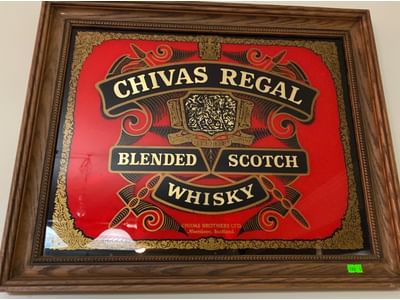 CHIVAS REGAL
BLENDED SCOTCH
WHISKY
CHIVAS BROTHERS LTD.
Aberdeen, Scotland.